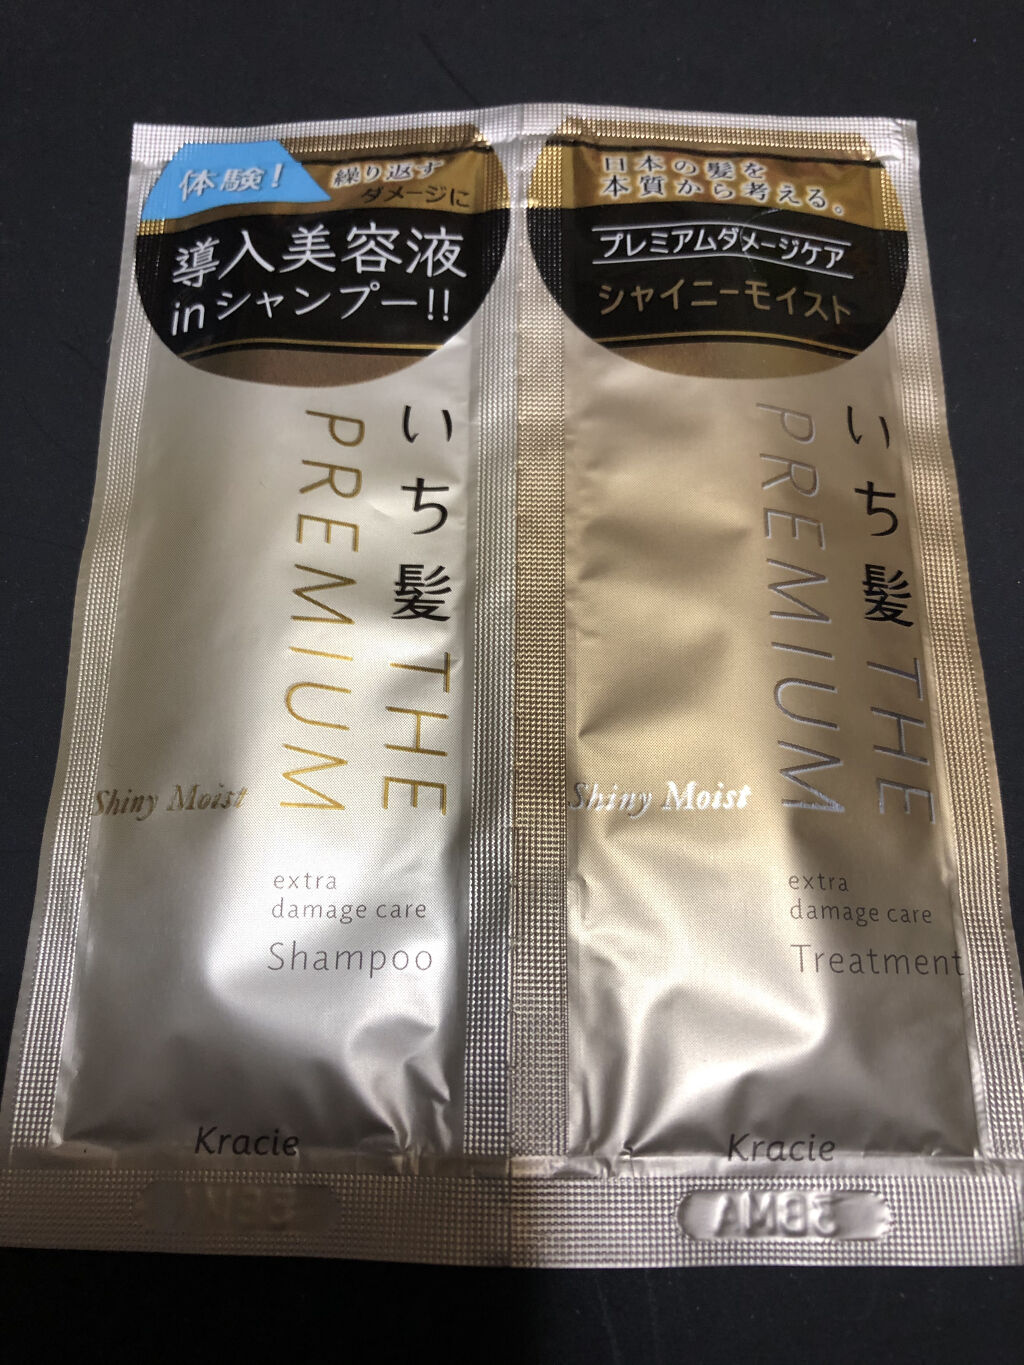 体験!
繰り返す
ダメージに
導入美容液
inシャンプー!!
いち髪 THE
PREMIUM
Shiny Moist
extra
damage care
Shampoo
Kracie
日本の髪を
本質から考える。
プレミアムダメージケア
シャイニーモイスト
いち髪 THE
PREMIUM
Shiny Moist
extra
damage care
Treatment
Kracie